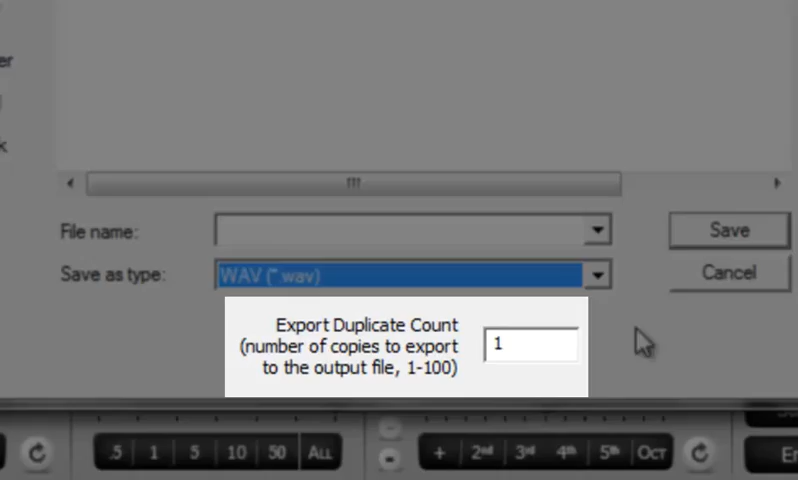 er
k
File name:
Save
Save as type:
WAV (*.wav)
Cancel
Export Duplicate Count
(number of copies to export
to the output file, 1-100)
1
.5 1 5 10 50 ALL
+ 2nd 3rd 4th 5th OCT